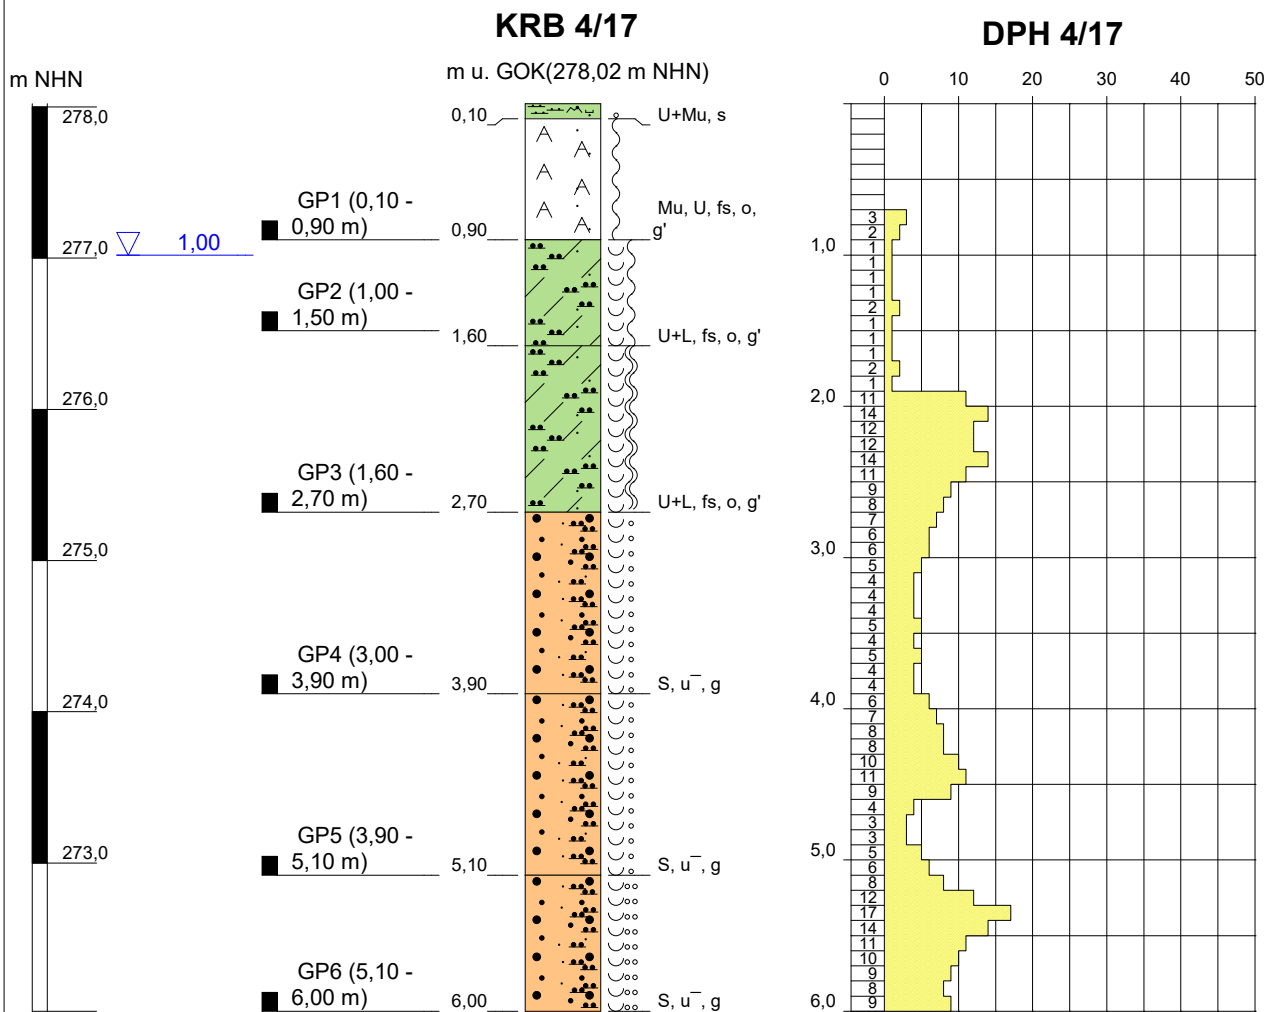 KRB 4/17
DPH 4/17
m NHN
m u. GOK(278,02 m NHN)
0 10 20 30 40 50
278,0
0,10
U+Mu, s
GP1 (0,10 -
0,90 m)
0,90
Mu, U, fs, o,
g'
277,0
1,00
GP2 (1,00 -
1,50 m)
1,60
U+L, fs, o, g'
276,0
GP3 (1,60 -
2,70 m)
2,70
U+L, fs, o, g'
275,0
GP4 (3,00 -
3,90 m)
3,90
S, u¯, g
274,0
GP5 (3,90 -
5,10 m)
5,10
S, u¯, g
273,0
GP6 (5,10 -
6,00 m)
6,00
S, u¯, g
3
2
1,0
1
1
1
1
2
1
1
1
2
1
2,0
11
14
12
12
14
11
9
8
7
6
3,0
6
5
4
4
4
5
4
5
4
4
4,0
6
7
8
8
10
11
9
4
3
3
5,0
5
6
8
12
17
14
11
10
9
8
6,0
9